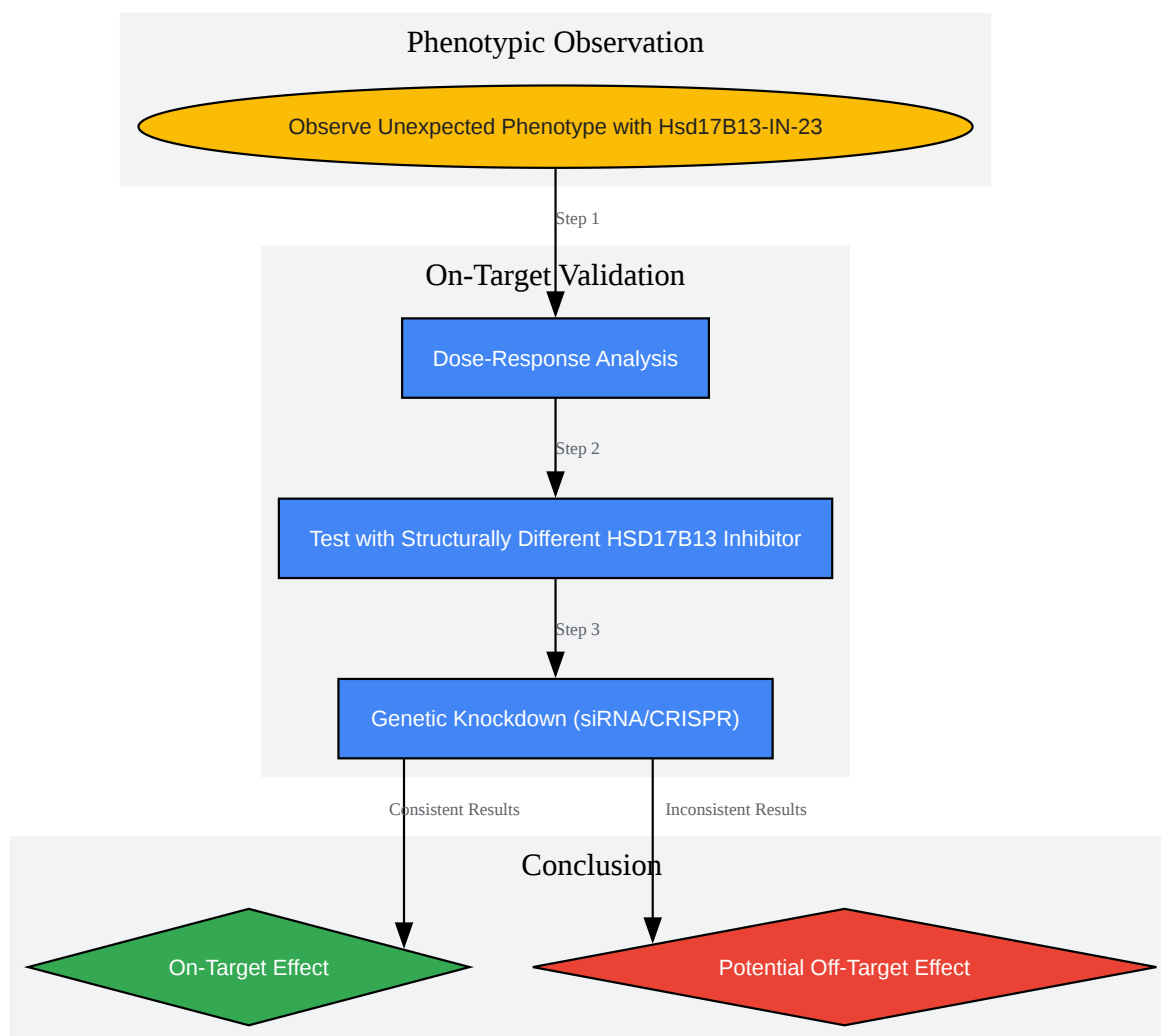 Phenotypic Observation
Observe Unexpected Phenotype with Hsd17B13-IN-23
Step 1
On-Target Validation
Dose-Response Analysis
Step 2
Test with Structurally Different HSD17B13 Inhibitor
Step 3
Genetic Knockdown (siRNA/CRISPR)
Consistent Results
Inconsistent Results
Conclusion
On-Target Effect
Potential Off-Target Effect